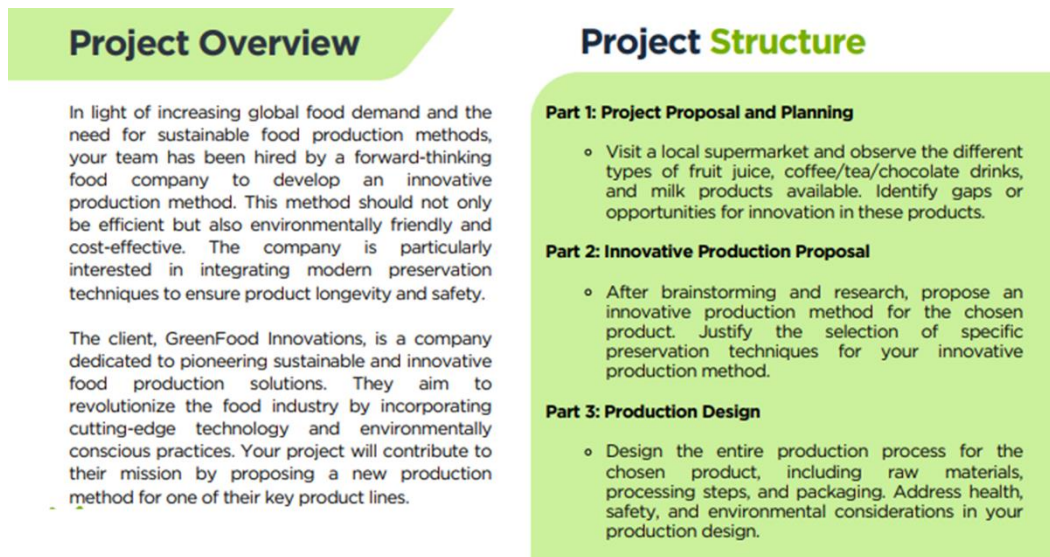 Project Overview
In light of increasing global food demand and the
need for sustainable food production methods,
your team has been hired by a forward-thinking
food company to develop an innovative
production method. This method should not only
be efficient but also environmentally friendly and
cost-effective. The company is particularly
interested in integrating modern preservation
techniques to ensure product longevity and safety.
The client, GreenFood Innovations, is a company
dedicated to pioneering sustainable and innovative
food production solutions. They aim to
revolutionize the food industry by incorporating
cutting-edge technology and environmentally
conscious practices. Your project will contribute to
their mission by proposing a new production
method for one of their key product lines.
Project Structure
Part 1: Project Proposal and Planning
Visit a local supermarket and observe the different
types of fruit juice, coffee/tea/chocolate drinks,
and milk products available. Identify gaps or
opportunities for innovation in these products.
Part 2: Innovative Production Proposal
After brainstorming and research, propose an
innovative production method for the chosen
product. Justify the selection of specific
preservation techniques for your innovative
production method.
Part 3: Production Design
Design the entire production process for the
chosen product, including raw materials,
processing steps, and packaging. Address health,
safety, and environmental considerations in your
production design.